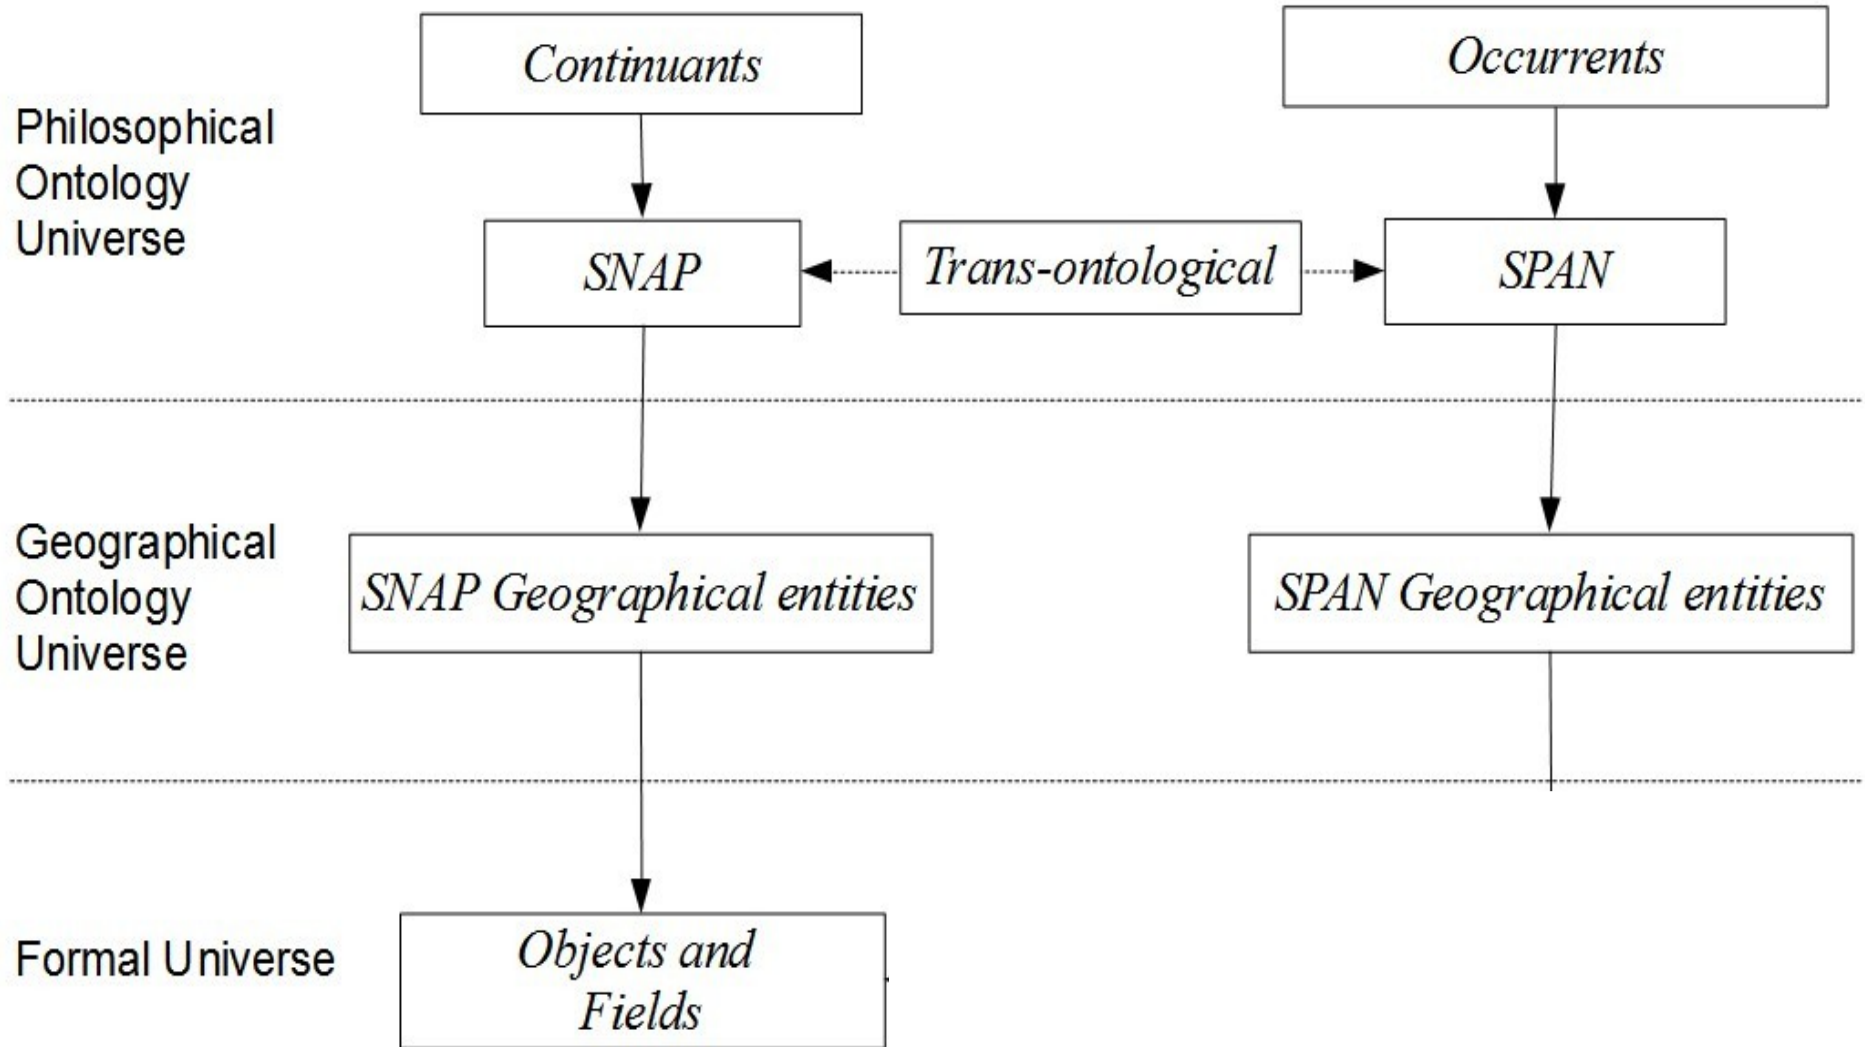 Continuants
Occurrents
Philosophical
Ontology
Universe
SNAP
Trans-ontological
SPAN
Geographical
Ontology
Universe
SNAP Geographical entities
SPAN Geographical entities
Formal Universe
Objects and
Fields